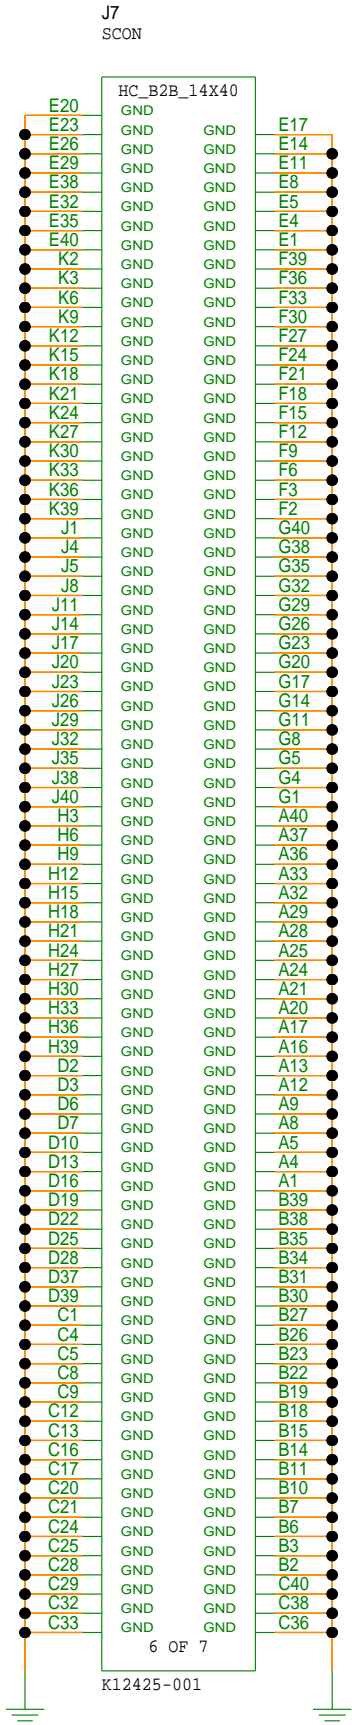 J7
SCON
HC_B2B_14X40
E20 GND
E23 GND GND E17
E26 GND GND E14
E29 GND GND E11
E38 GND GND E8
E32 GND GND E5
E35 GND GND E4
E40 GND GND E1
K2 GND GND F39
K3 GND GND F36
K6 GND GND F33
K9 GND GND F30
K12 GND GND F27
K15 GND GND F24
K18 GND GND F21
K21 GND GND F18
K24 GND GND F15
K27 GND GND F12
K30 GND GND F9
K33 GND GND F6
K36 GND GND F3
K39 GND GND F2
J1 GND GND G40
J4 GND GND G38
J5 GND GND G35
J8 GND GND G32
J11 GND GND G29
J14 GND GND G26
J17 GND GND G23
J20 GND GND G20
J23 GND GND G17
J26 GND GND G14
J29 GND GND G11
J32 GND GND G8
J35 GND GND G5
J38 GND GND G4
J40 GND GND G1
H3 GND GND A40
H6 GND GND A37
H9 GND GND A36
H12 GND GND A33
H15 GND GND A32
H18 GND GND A29
H21 GND GND A28
H24 GND GND A25
H27 GND GND A24
H30 GND GND A21
H33 GND GND A20
H36 GND GND A17
H39 GND GND A16
D2 GND GND A13
D3 GND GND A12
D6 GND GND A9
D7 GND GND A8
D10 GND GND A5
D13 GND GND A4
D16 GND GND A1
D19 GND GND B39
D22 GND GND B38
D25 GND GND B35
D28 GND GND B34
D37 GND GND B31
D39 GND GND B30
C1 GND GND B27
C4 GND GND B26
C5 GND GND B23
C8 GND GND B22
C9 GND GND B19
C12 GND GND B18
C13 GND GND B15
C16 GND GND B14
C17 GND GND B11
C20 GND GND B10
C21 GND GND B7
C24 GND GND B6
C25 GND GND B3
C28 GND GND B2
C29 GND GND C40
C32 GND GND C38
C33 GND GND C36
6 OF 7
K12425-001